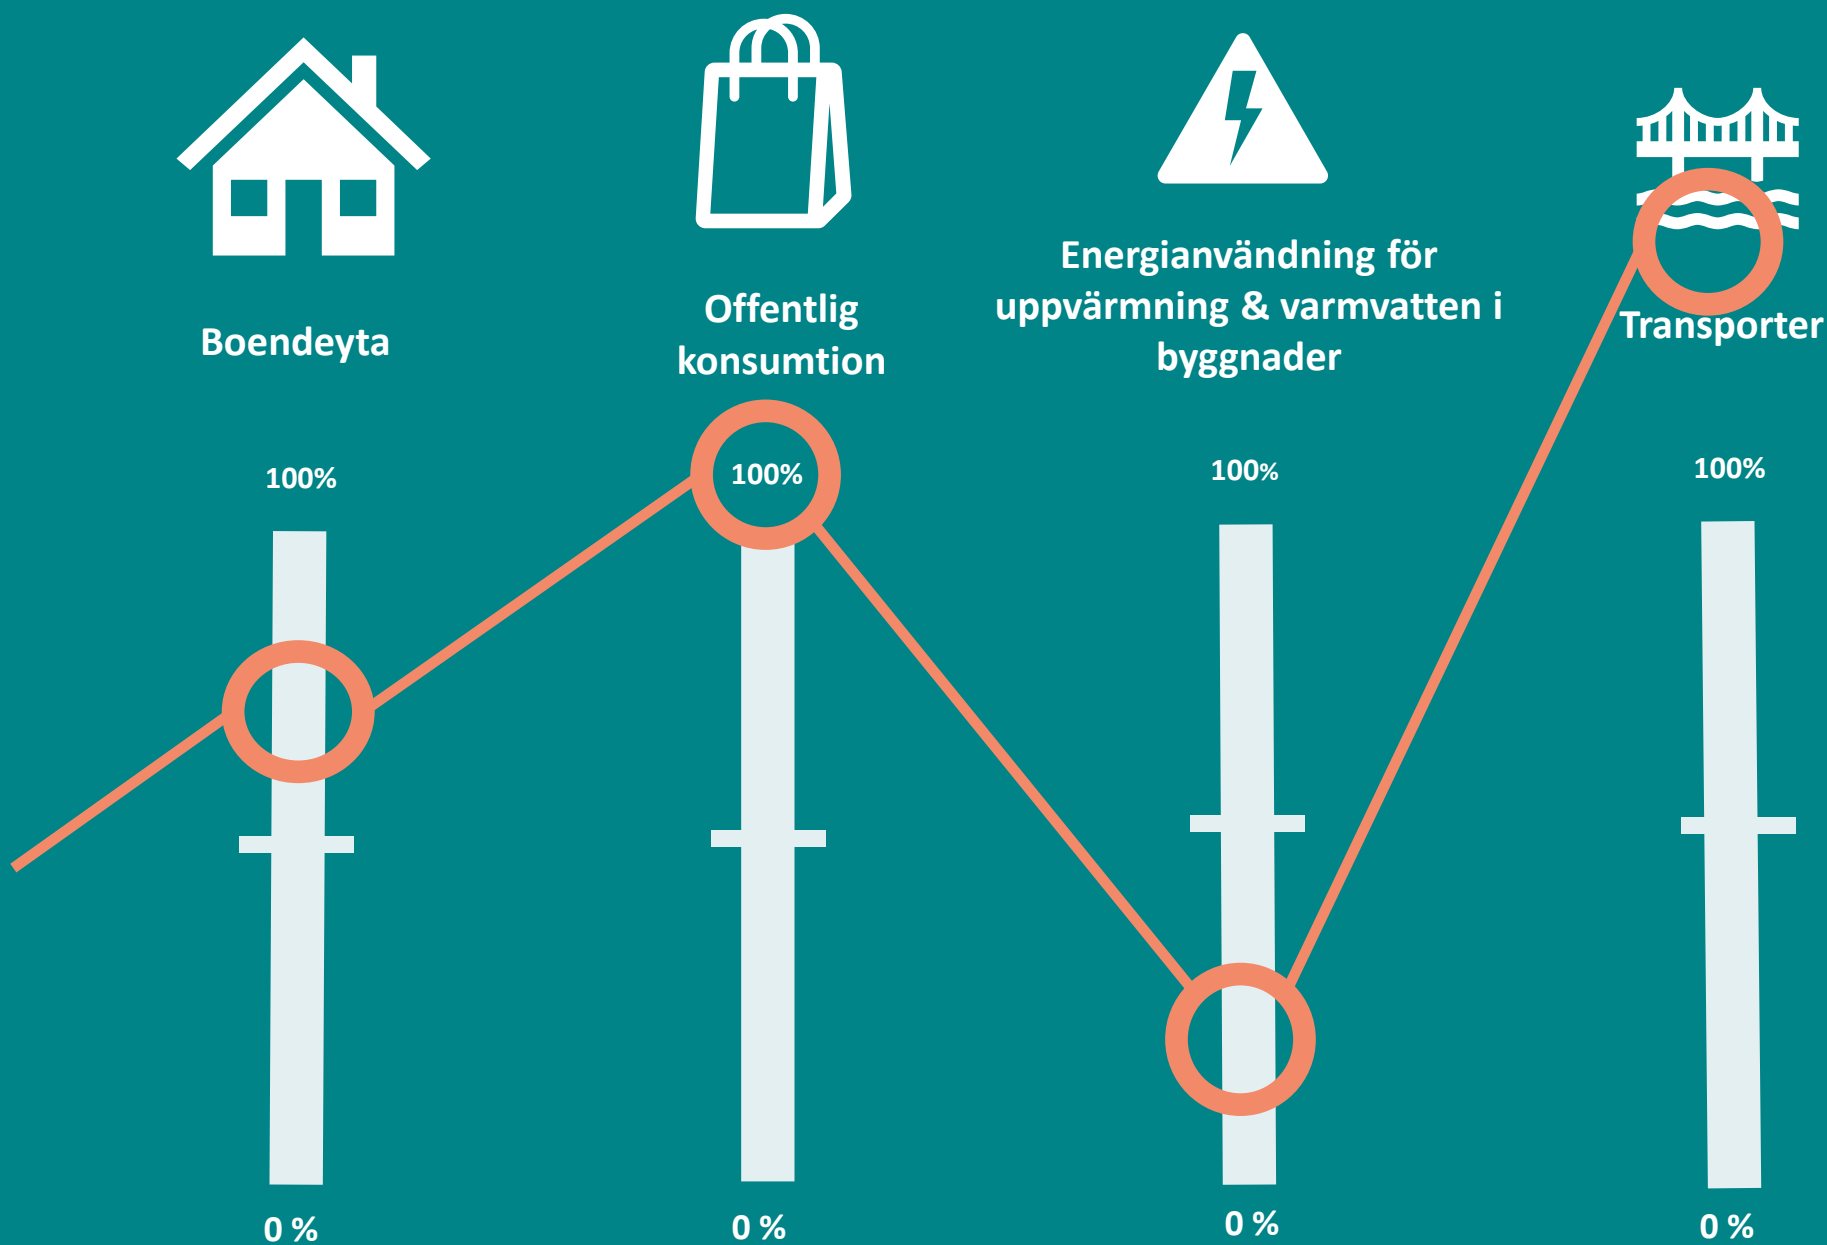 Boendeyta
Offentlig
konsumtion
Energianvändning för
uppvärmning & varmvatten i
byggnader
Transporter
100%
100%
100%
100%
0 %
0 %
0 %
0 %